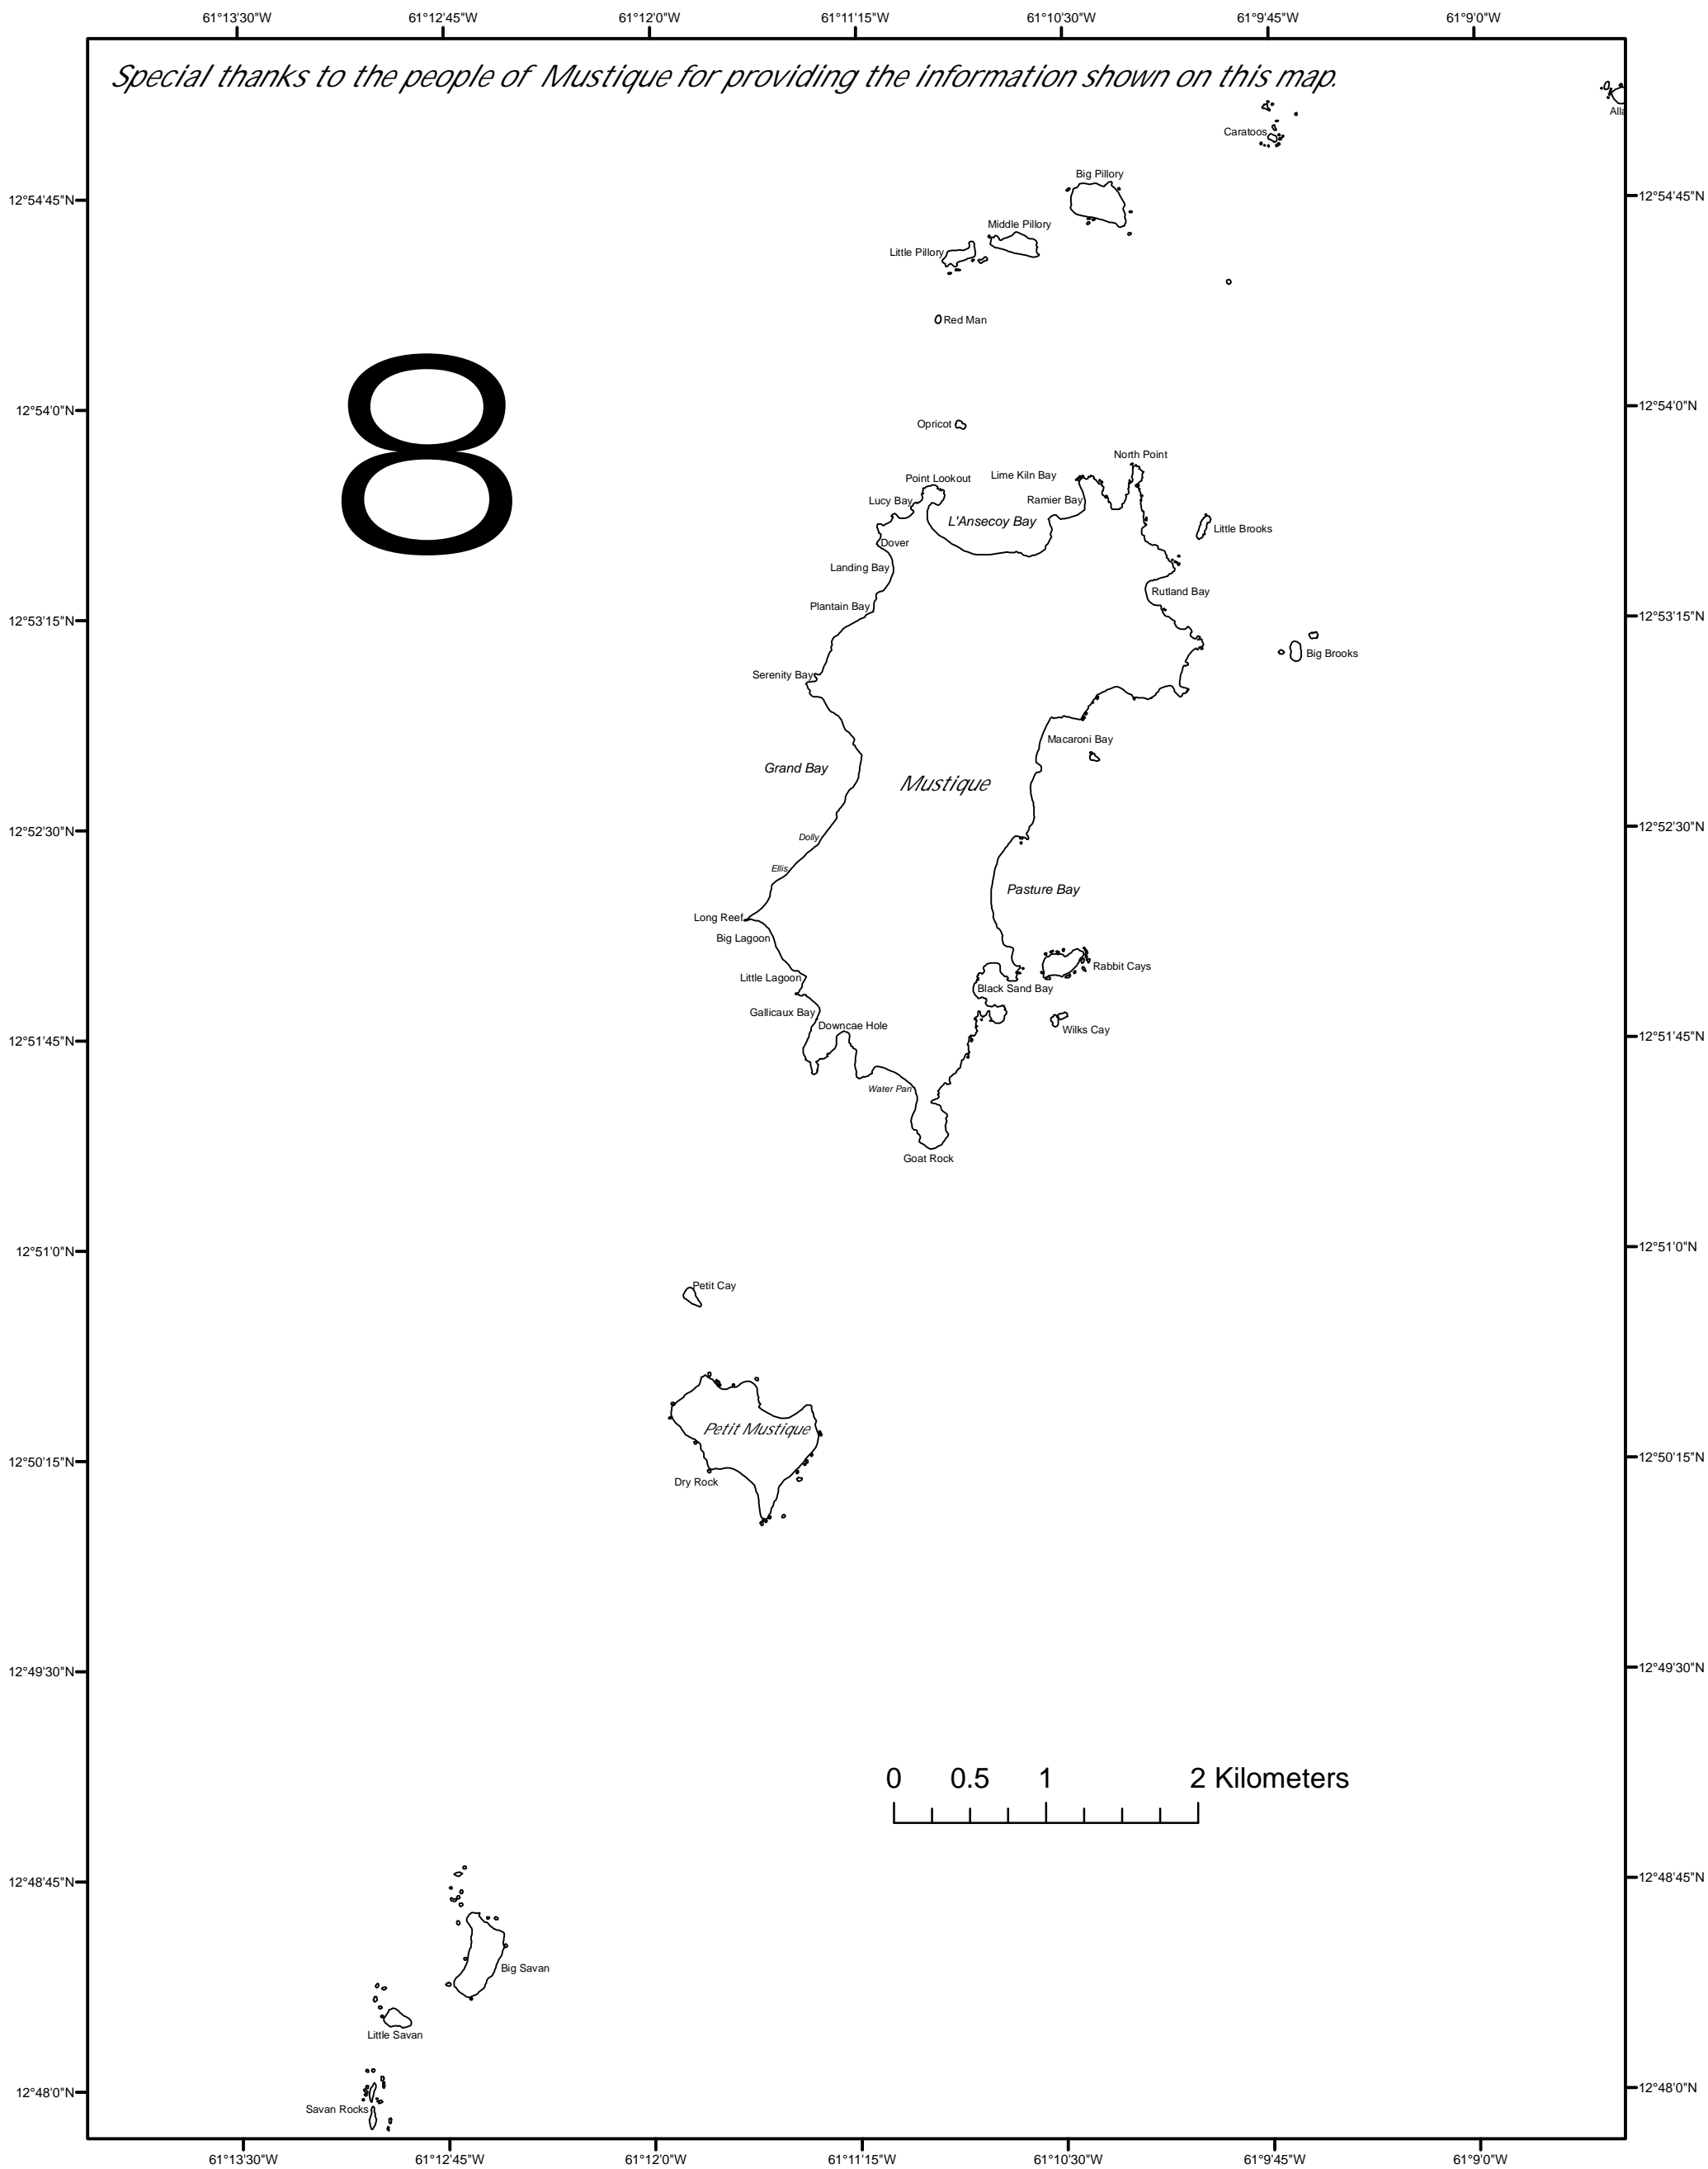 61°13'30"W 61°12'45"W 61°12'0"W 61°11'15"W 61°10'30"W 61°9'45"W 61°9'0"W
Special thanks to the people of Mustique for providing the information shown on this map.
Caratoos
Big Pillory
12°54'45"N 12°54'45"N
Middle Pillory
Little Pillory
Red Man
8
12°54'0"N 12°54'0"N
Opricot
North Point
Point Lookout
Lime Kiln Bay
Lucy Bay
Ramier Bay
L'Ansecoy Bay
Little Brooks
Dover
Landing Bay
Rutland Bay
Plantain Bay
12°53'15"N 12°53'15"N
Big Brooks
Serenity Bay
Macaroni Bay
Grand Bay
Mustique
12°52'30"N 12°52'30"N
Dolly
Ellis
Pasture Bay
Long Reef
Big Lagoon
Rabbit Cays
Little Lagoon
Black Sand Bay
Gallicaux Bay
Downcae Hole
Wilks Cay
12°51'45"N 12°51'45"N
Water Pan
Goat Rock
12°51'0"N 12°51'0"N
Petit Cay
Petit Mustique
12°50'15"N 12°50'15"N
Dry Rock
12°49'30"N 12°49'30"N
0 0.5 1 2 Kilometers
12°48'45"N 12°48'45"N
Big Savan
Little Savan
12°48'0"N 12°48'0"N
Savan Rocks
61°13'30"W 61°12'45"W 61°12'0"W 61°11'15"W 61°10'30"W 61°9'45"W 61°9'0"W